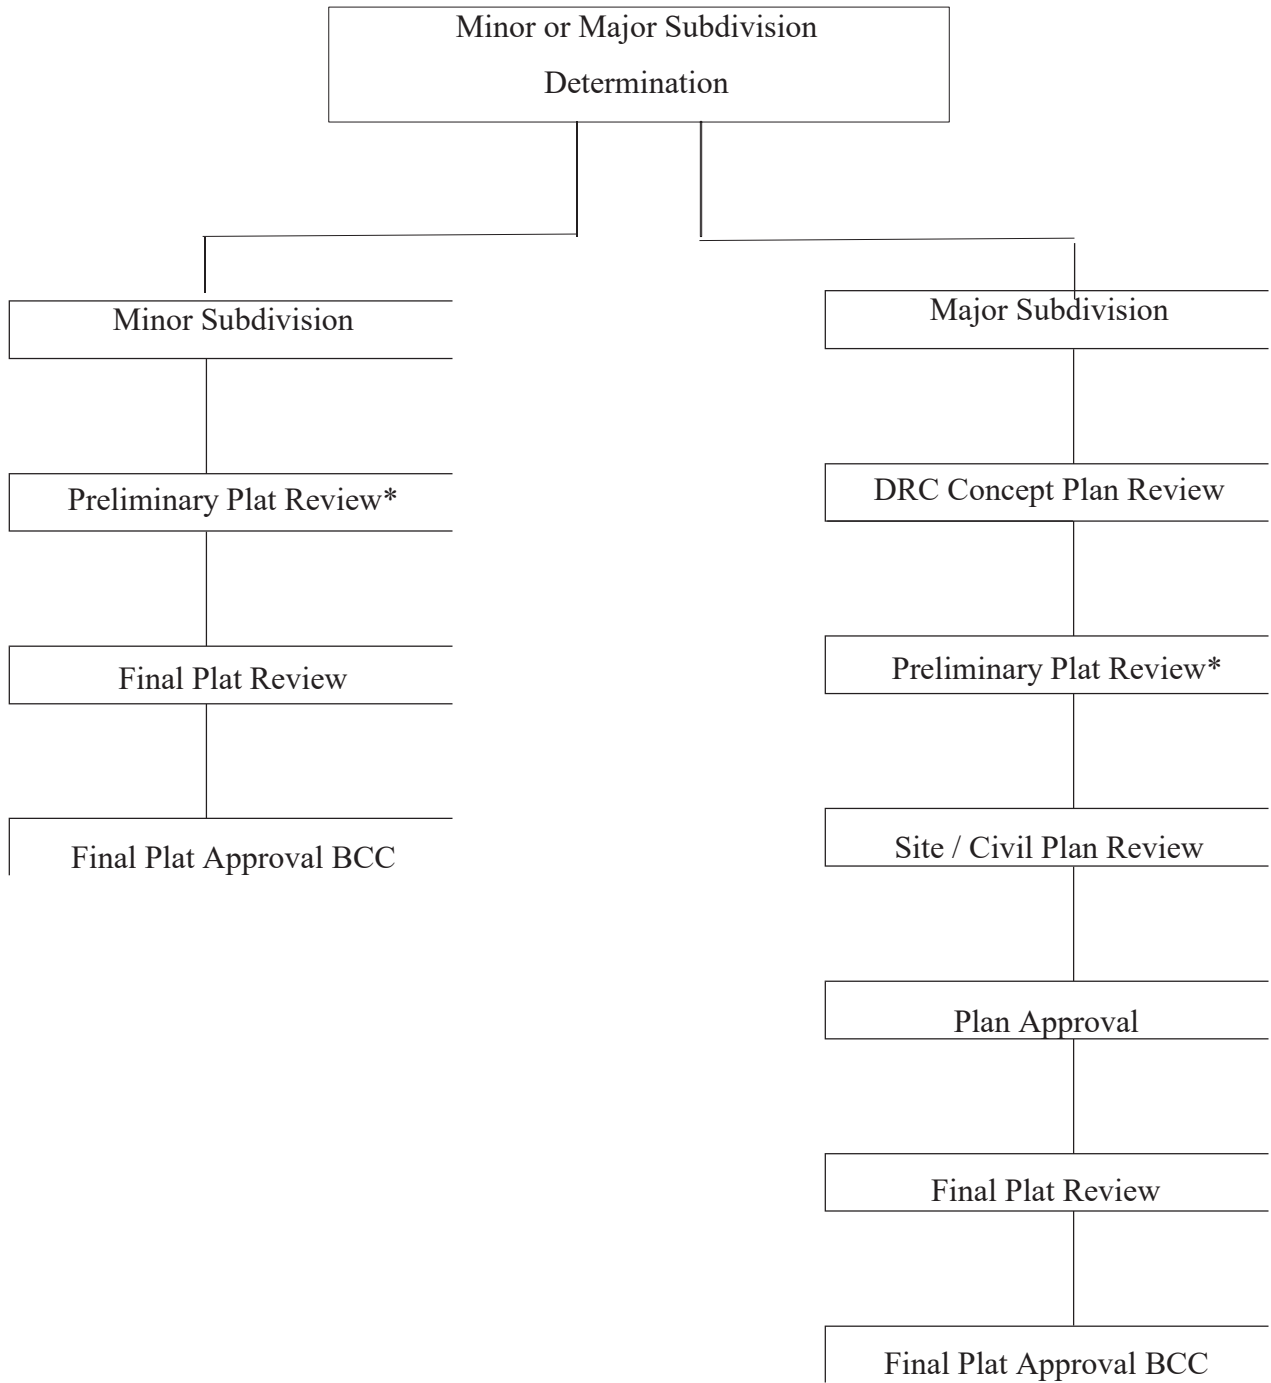 Minor or Major Subdivision
Determination
Minor Subdivision
Preliminary Plat Review*
Final Plat Review
Final Plat Approval BCC
Major Subdivision
DRC Concept Plan Review
Preliminary Plat Review*
Site / Civil Plan Review
Plan Approval
Final Plat Review
Final Plat Approval BCC